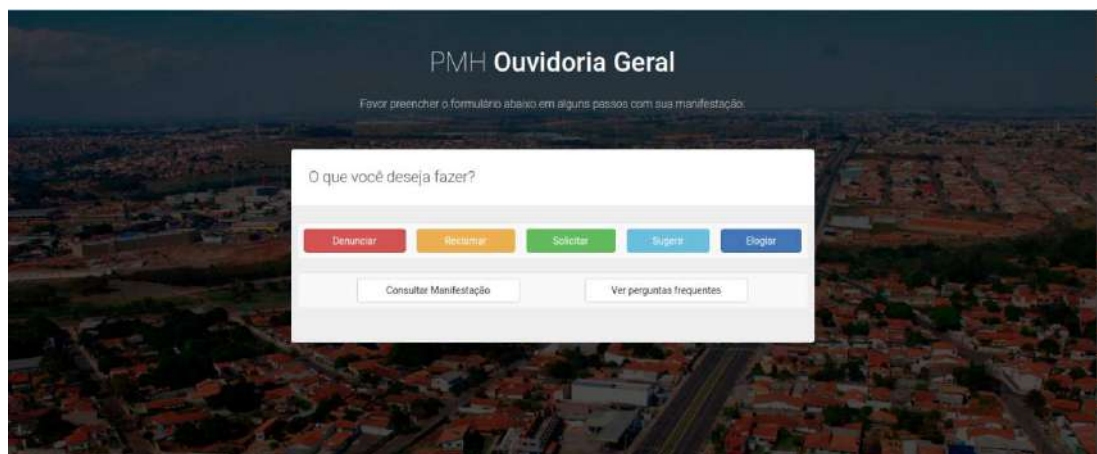 PMH Ouvidoria Geral
Favor preencher o formulário abaixo em alguns passos com sua manifestação:
O que você deseja fazer?
Denunciar Reclamar Solicitar Sugerir Elogiar
Consultar Manifestação Ver perguntas frequentes